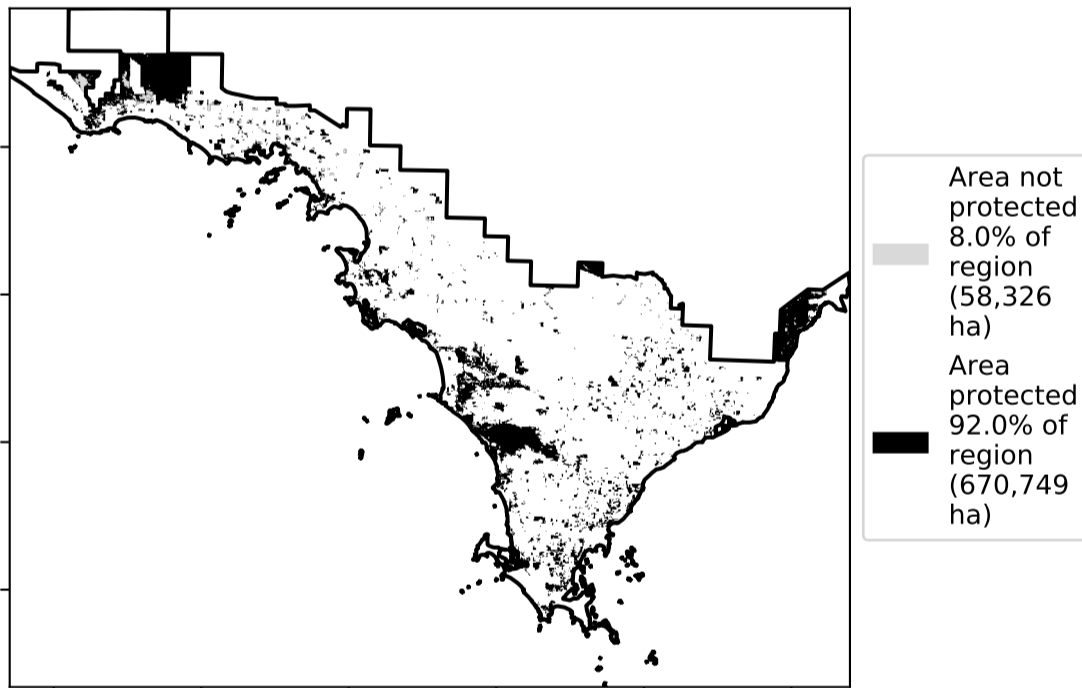 Area not
protected
8.0% of
region
(58,326
ha)
Area
protected
92.0% of
region
(670,749
ha)